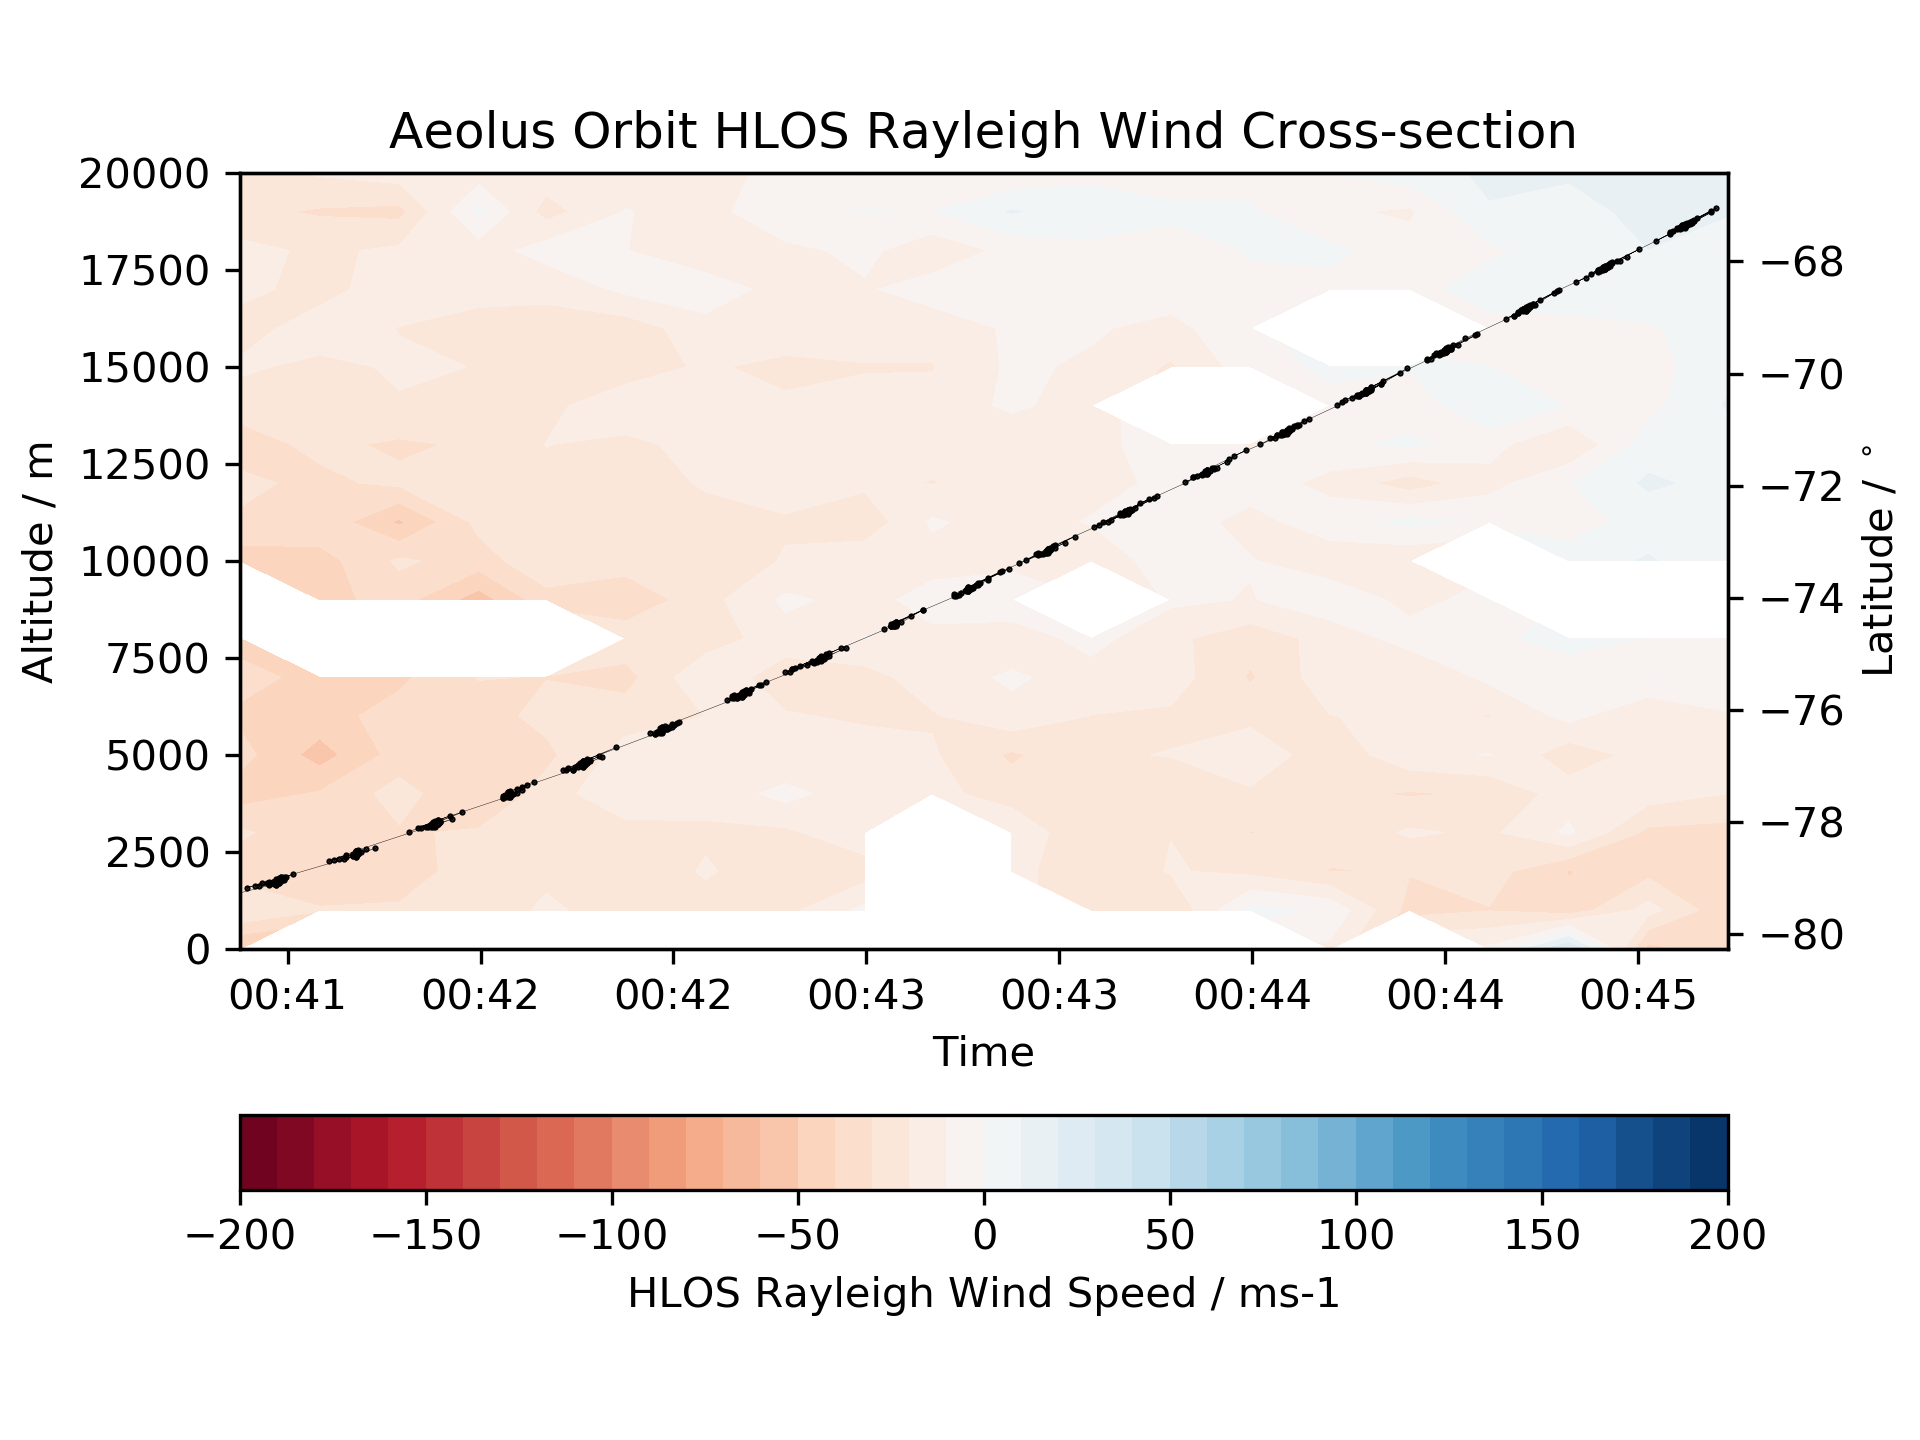 Aeolus Orbit HLOS Rayleigh Wind Cross-section
20000
17500
15000
12500
10000
7500
5000
2500
0
Altitude / m
−68
−70
−72
−74
−76
−78
−80
Latitude / °
00:41 00:42 00:42 00:43 00:43 00:44 00:44 00:45
Time
−200 −150 −100 −50 0 50 100 150 200
HLOS Rayleigh Wind Speed / ms-1